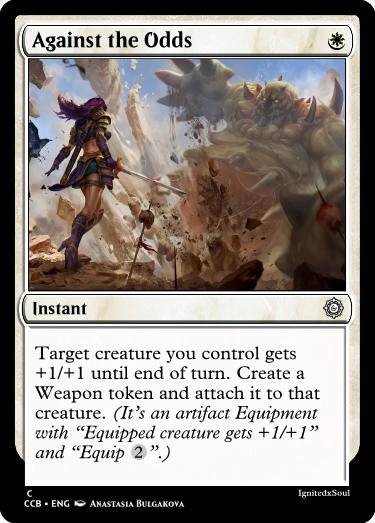 Against the Odds
Instant
Target creature you control gets
+1/+1 until end of turn. Create a
Weapon token and attach it to that
creature. (It's an artifact Equipment
with “Equipped creature gets +1/+1”
and “Equip 2”.)
C
CCB • ENG Anastasia Bulgakova
IgnitedxSoul